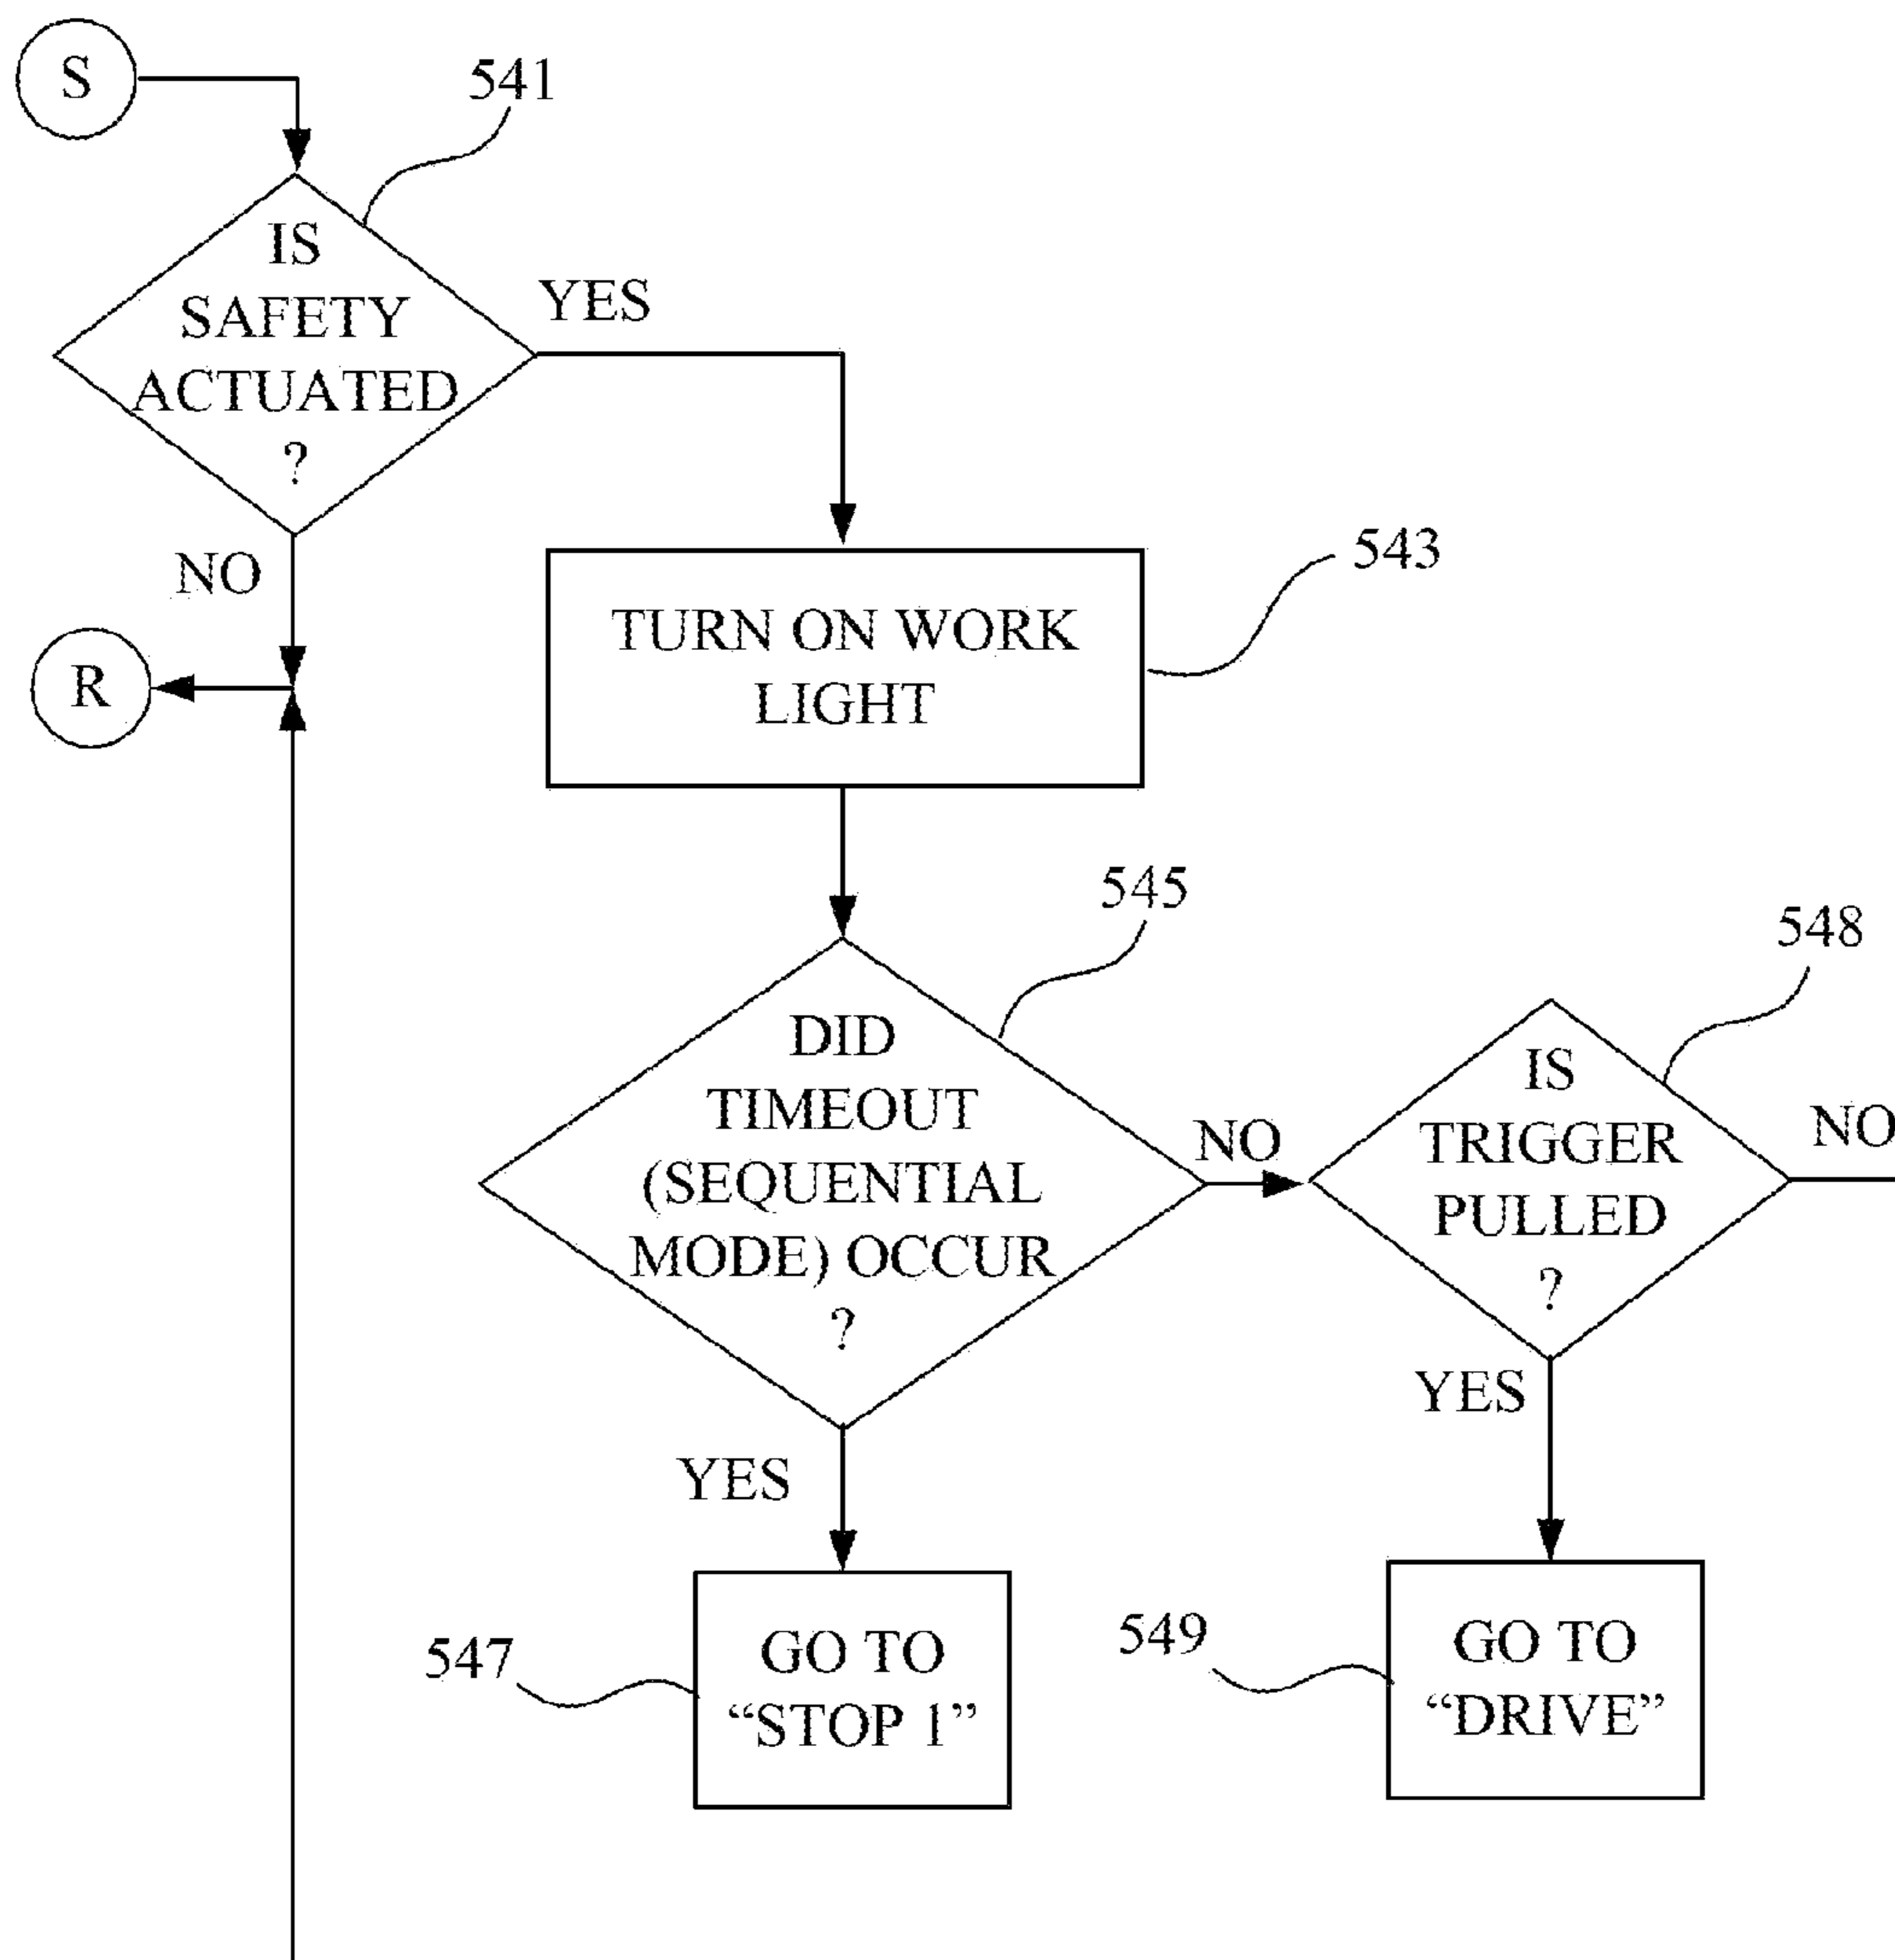 S
541
IS
SAFETY
ACTUATED
?
YES
NO
R
TURN ON WORK
LIGHT
543
545
DID
TIMEOUT
(SEQUENTIAL
MODE) OCCUR
?
NO
YES
548
IS
TRIGGER
PULLED
?
NO
YES
547
GO TO
“STOP 1”
549
GO TO
“DRIVE”